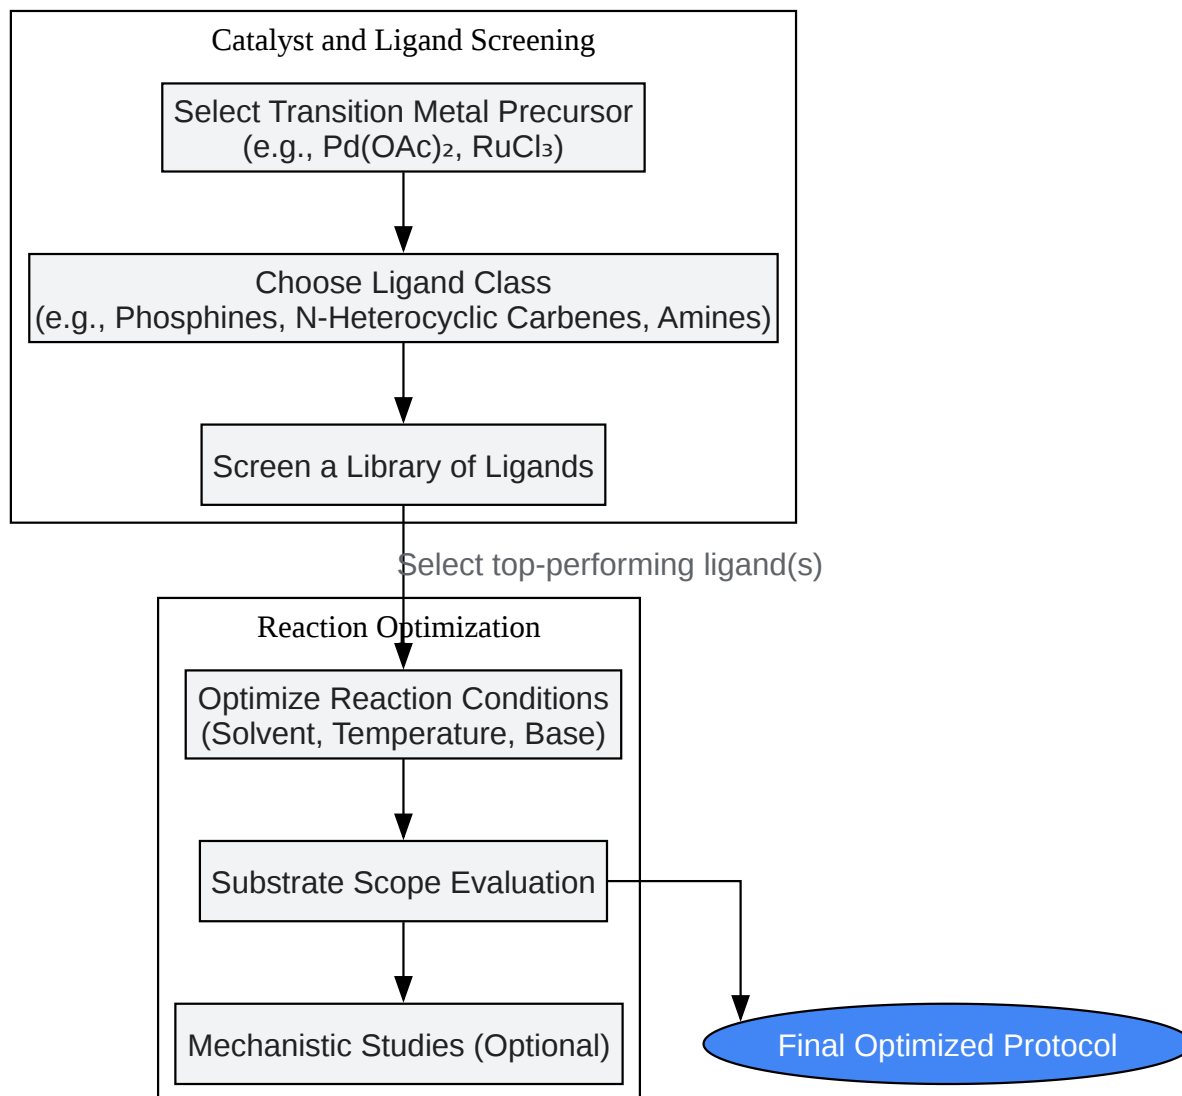 Catalyst and Ligand Screening
Select Transition Metal Precursor
(e.g., Pd(OAc)₂, RuCl₃)
Choose Ligand Class
(e.g., Phosphines, N-Heterocyclic Carbenes, Amines)
Screen a Library of Ligands
Select top-performing ligand(s)
Reaction Optimization
Optimize Reaction Conditions
(Solvent, Temperature, Base)
Substrate Scope Evaluation
Mechanistic Studies (Optional)
Final Optimized Protocol